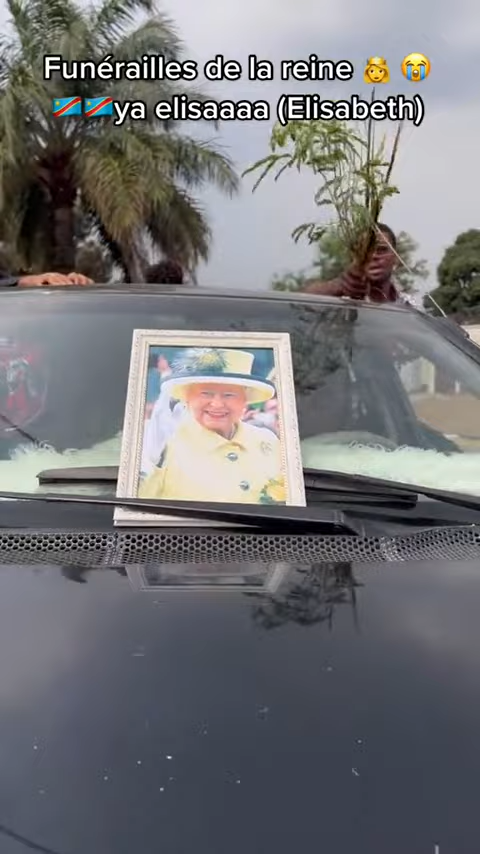 Funérailles de la reine 👸 😭
🇨🇩🇨🇩ya elisaaaa (Elisabeth)